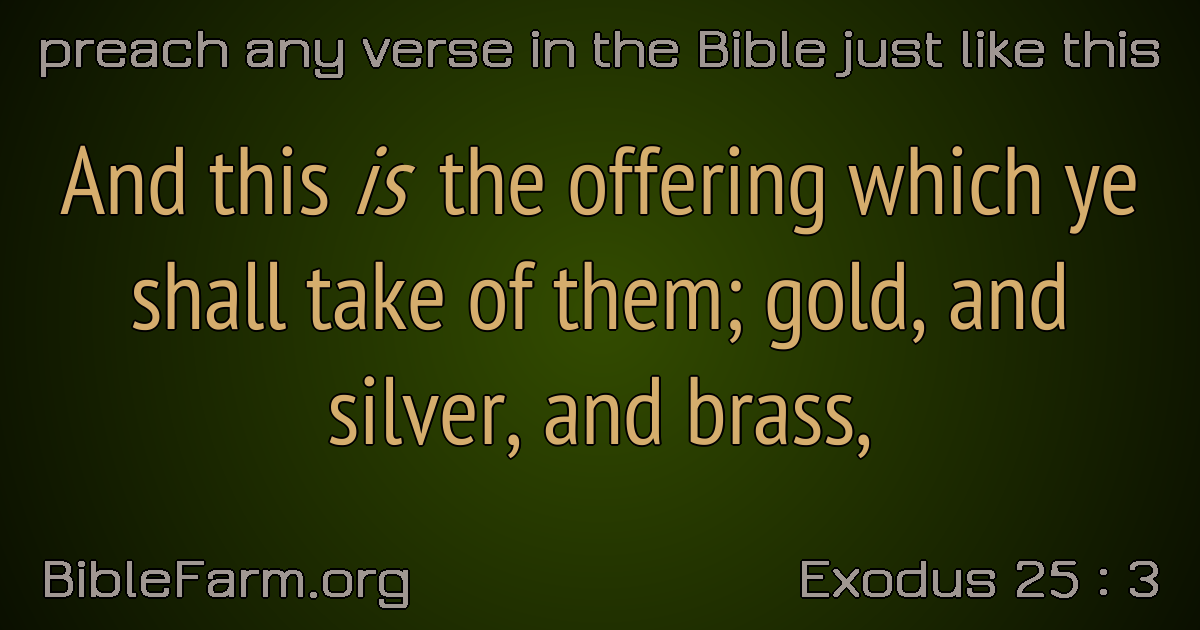 preach any verse in the Bible just like this
And this is the offering which ye
shall take of them; gold, and
silver, and brass,
BibleFarm.org
Exodus 25 : 3